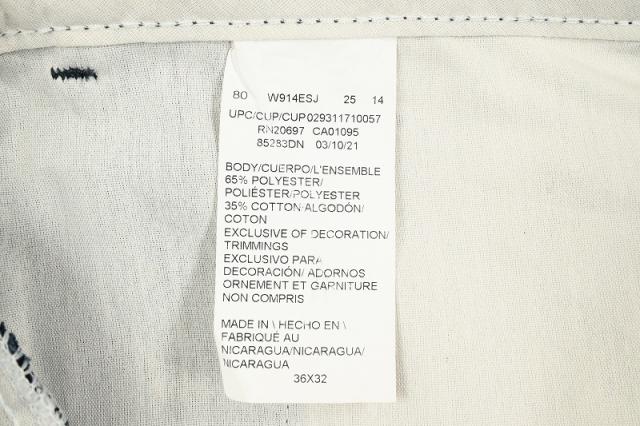 80 W914ESJ 25 14
UPC/CUP/CUP029311710057
RN20697 CA01095
85283DN 03/10/21
BODY/CUERPO/L'ENSEMBLE
65% POLYESTER/
POLIÉSTER/POLYESTER
35% COTTON-ALGODÓN/
COTON
EXCLUSIVE OF DECORATION/
TRIMMINGS
EXCLUSIVO PARA
DECORACIÓN/ ADORNOS
ORNEMENT ET GARNITURE
NON COMPRIS
MADE IN \ HECHO EN \
FABRIQUÉ AU
NICARAGUA/NICARAGUA/
NICARAGUA
36X32